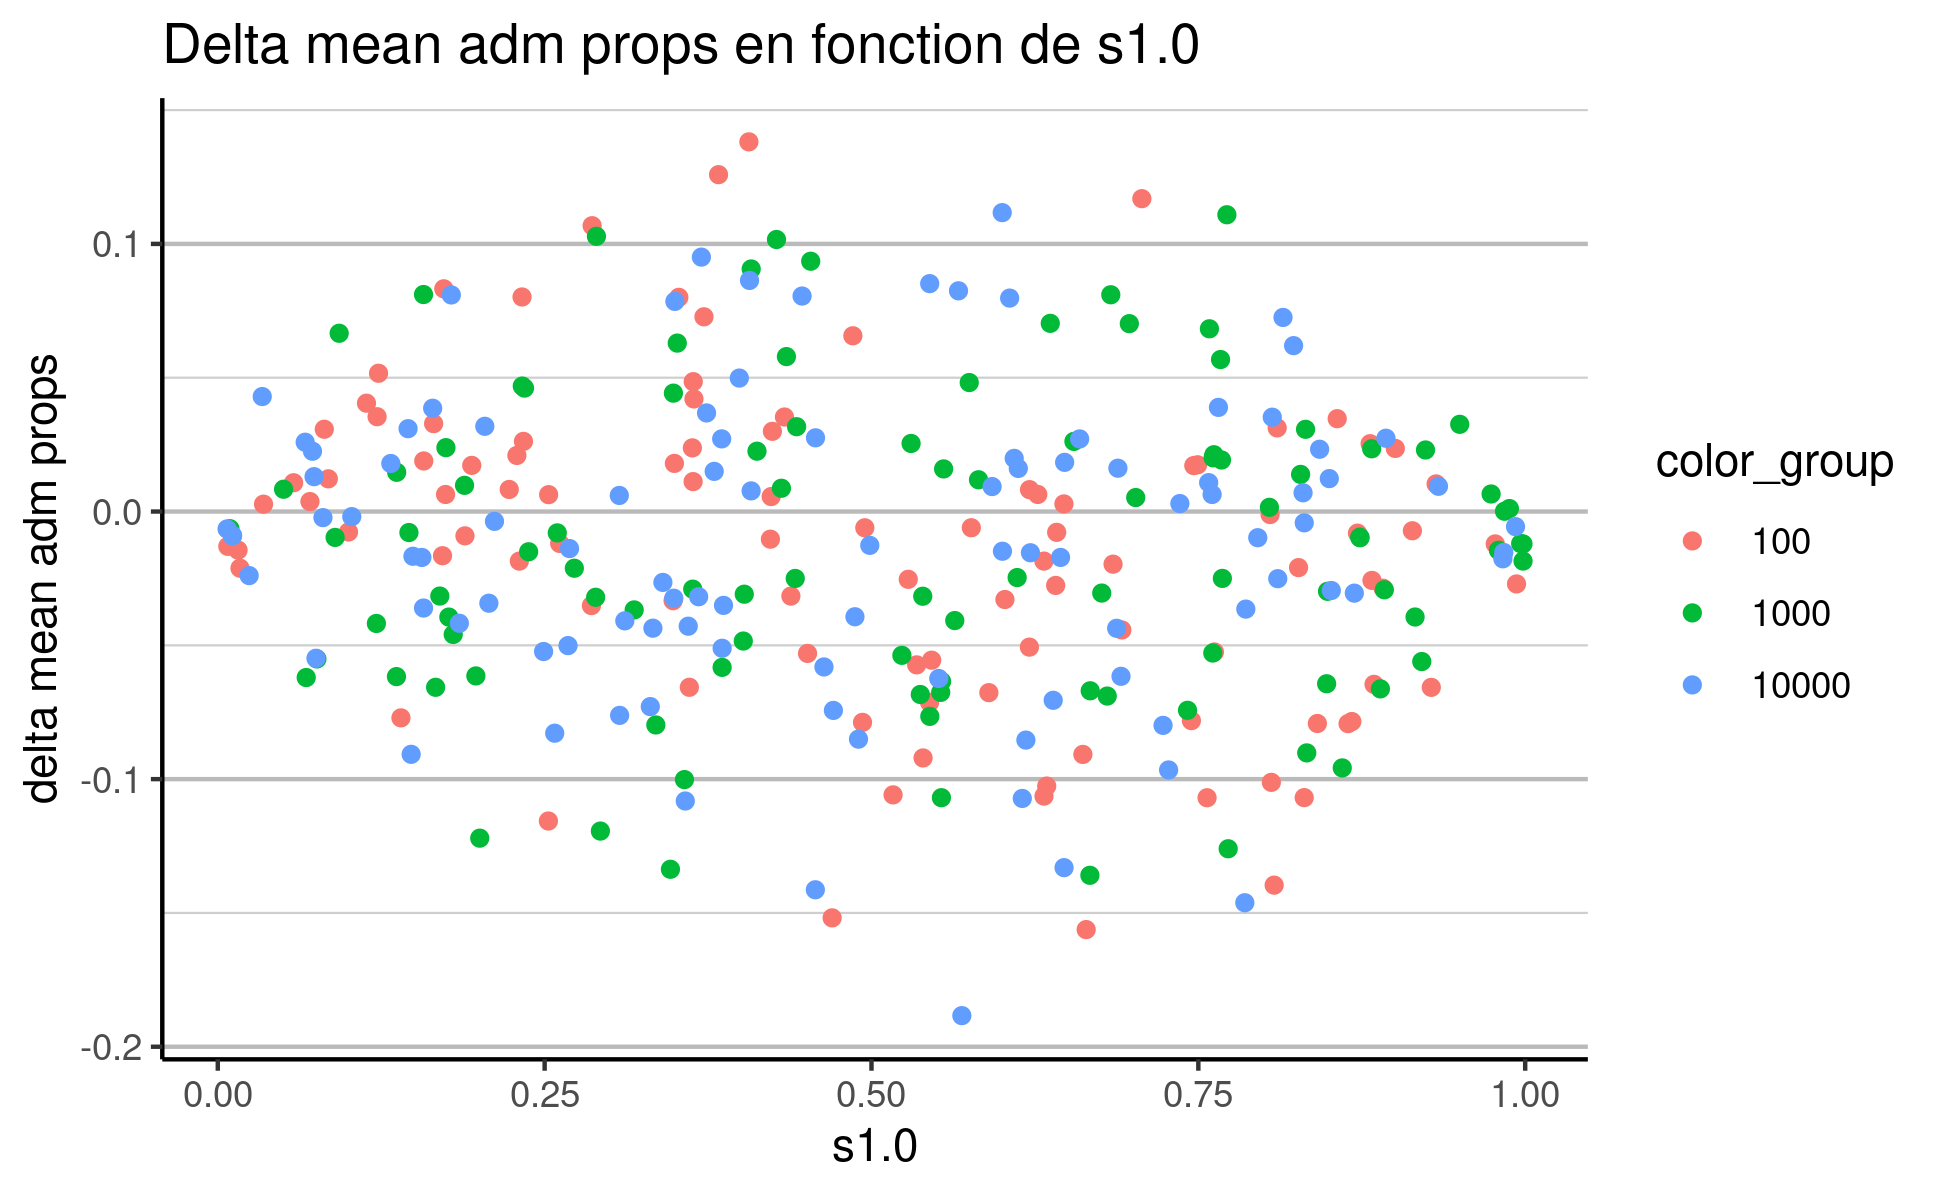 Delta mean adm props en fonction de s1.0
delta mean adm props
0.1
0.0
-0.1
-0.2
0.00 0.25 0.50 0.75 1.00
s1.0
color_group
100
1000
10000